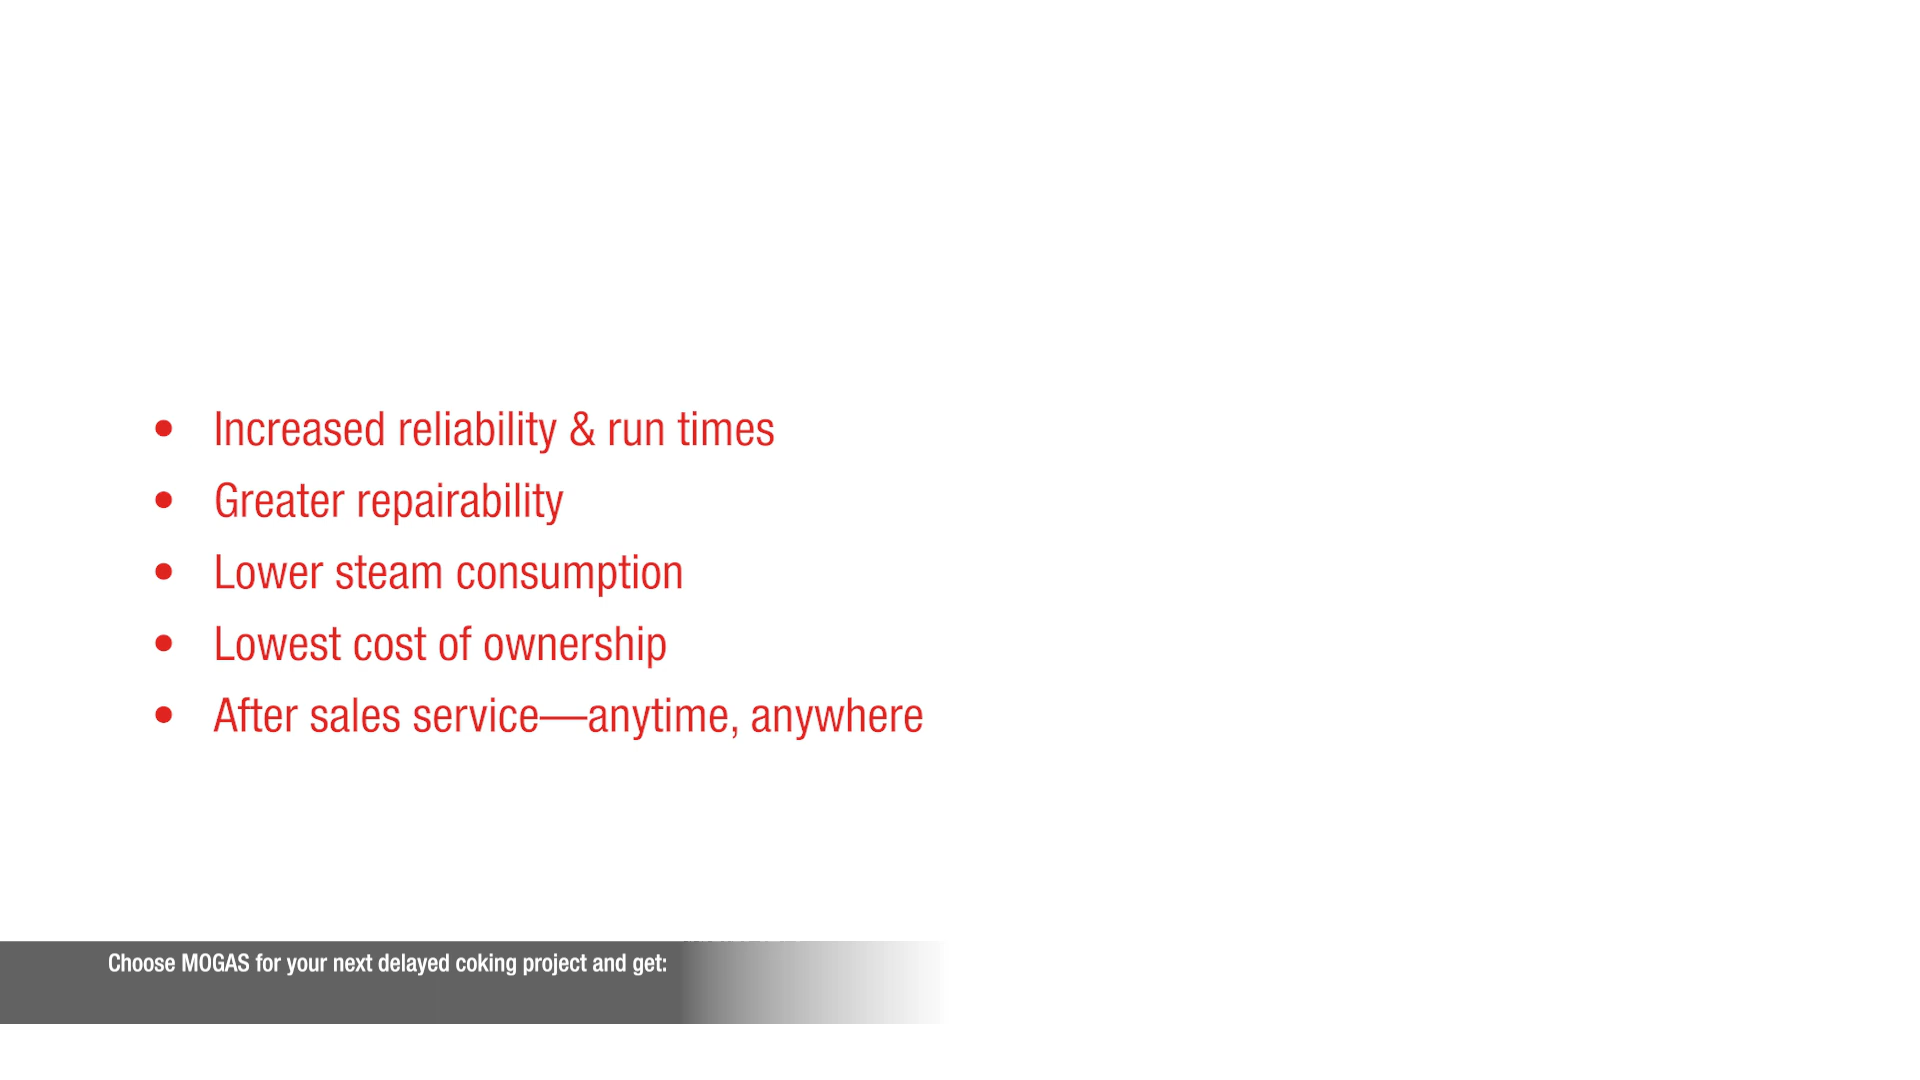 • Increased reliability & run times
• Greater repairability
• Lower steam consumption
• Lowest cost of ownership
• After sales service—anytime, anywhere
Choose MOGAS for your next delayed coking project and get: